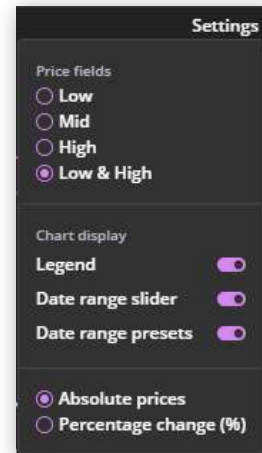 Settings
Price fields
Low
Mid
High
Low & High
Chart display
Legend
Date range slider
Date range presets
Absolute prices
Percentage change (%)